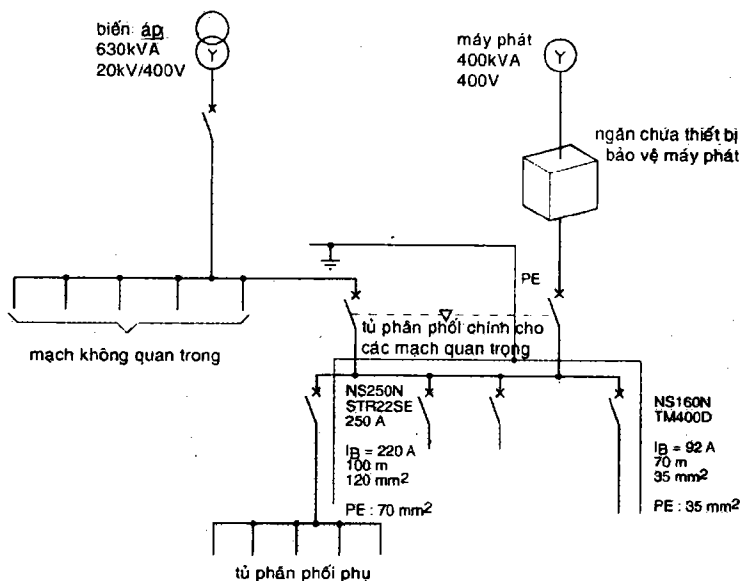 biến áp
630kVA
20kV/400V
Y
máy phát
400kVA
400V
Y
ngăn chứa thiết bị
bảo vệ máy phát
PE
mạch không quan trong
tủ phân phối chính cho
các mạch quan trọng
NS250N
STR22SE
250 A
IB = 220 A
100 m
120 mm2
PE : 70 mm2
NS160N
TM400D
IB = 92 A
70 m
35 mm2
PE : 35 mm2
tủ phân phối phụ